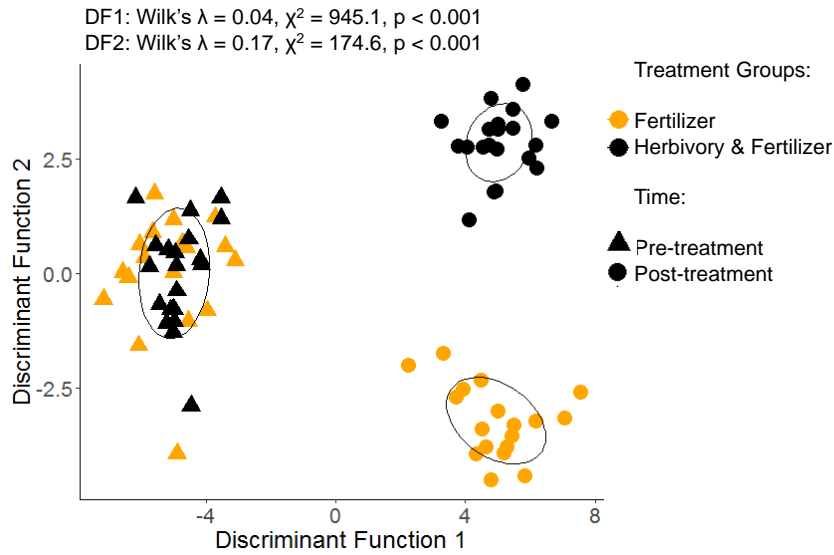 DF1: Wilk's λ = 0.04, χ² = 945.1, p < 0.001
DF2: Wilk's λ = 0.17, χ² = 174.6, p < 0.001
Treatment Groups:
Fertilizer
Herbivory & Fertilizer
Time:
Pre-treatment
Post-treatment
Discriminant Function 2
2.5
0.0
-2.5
-4
0
4
8
Discriminant Function 1